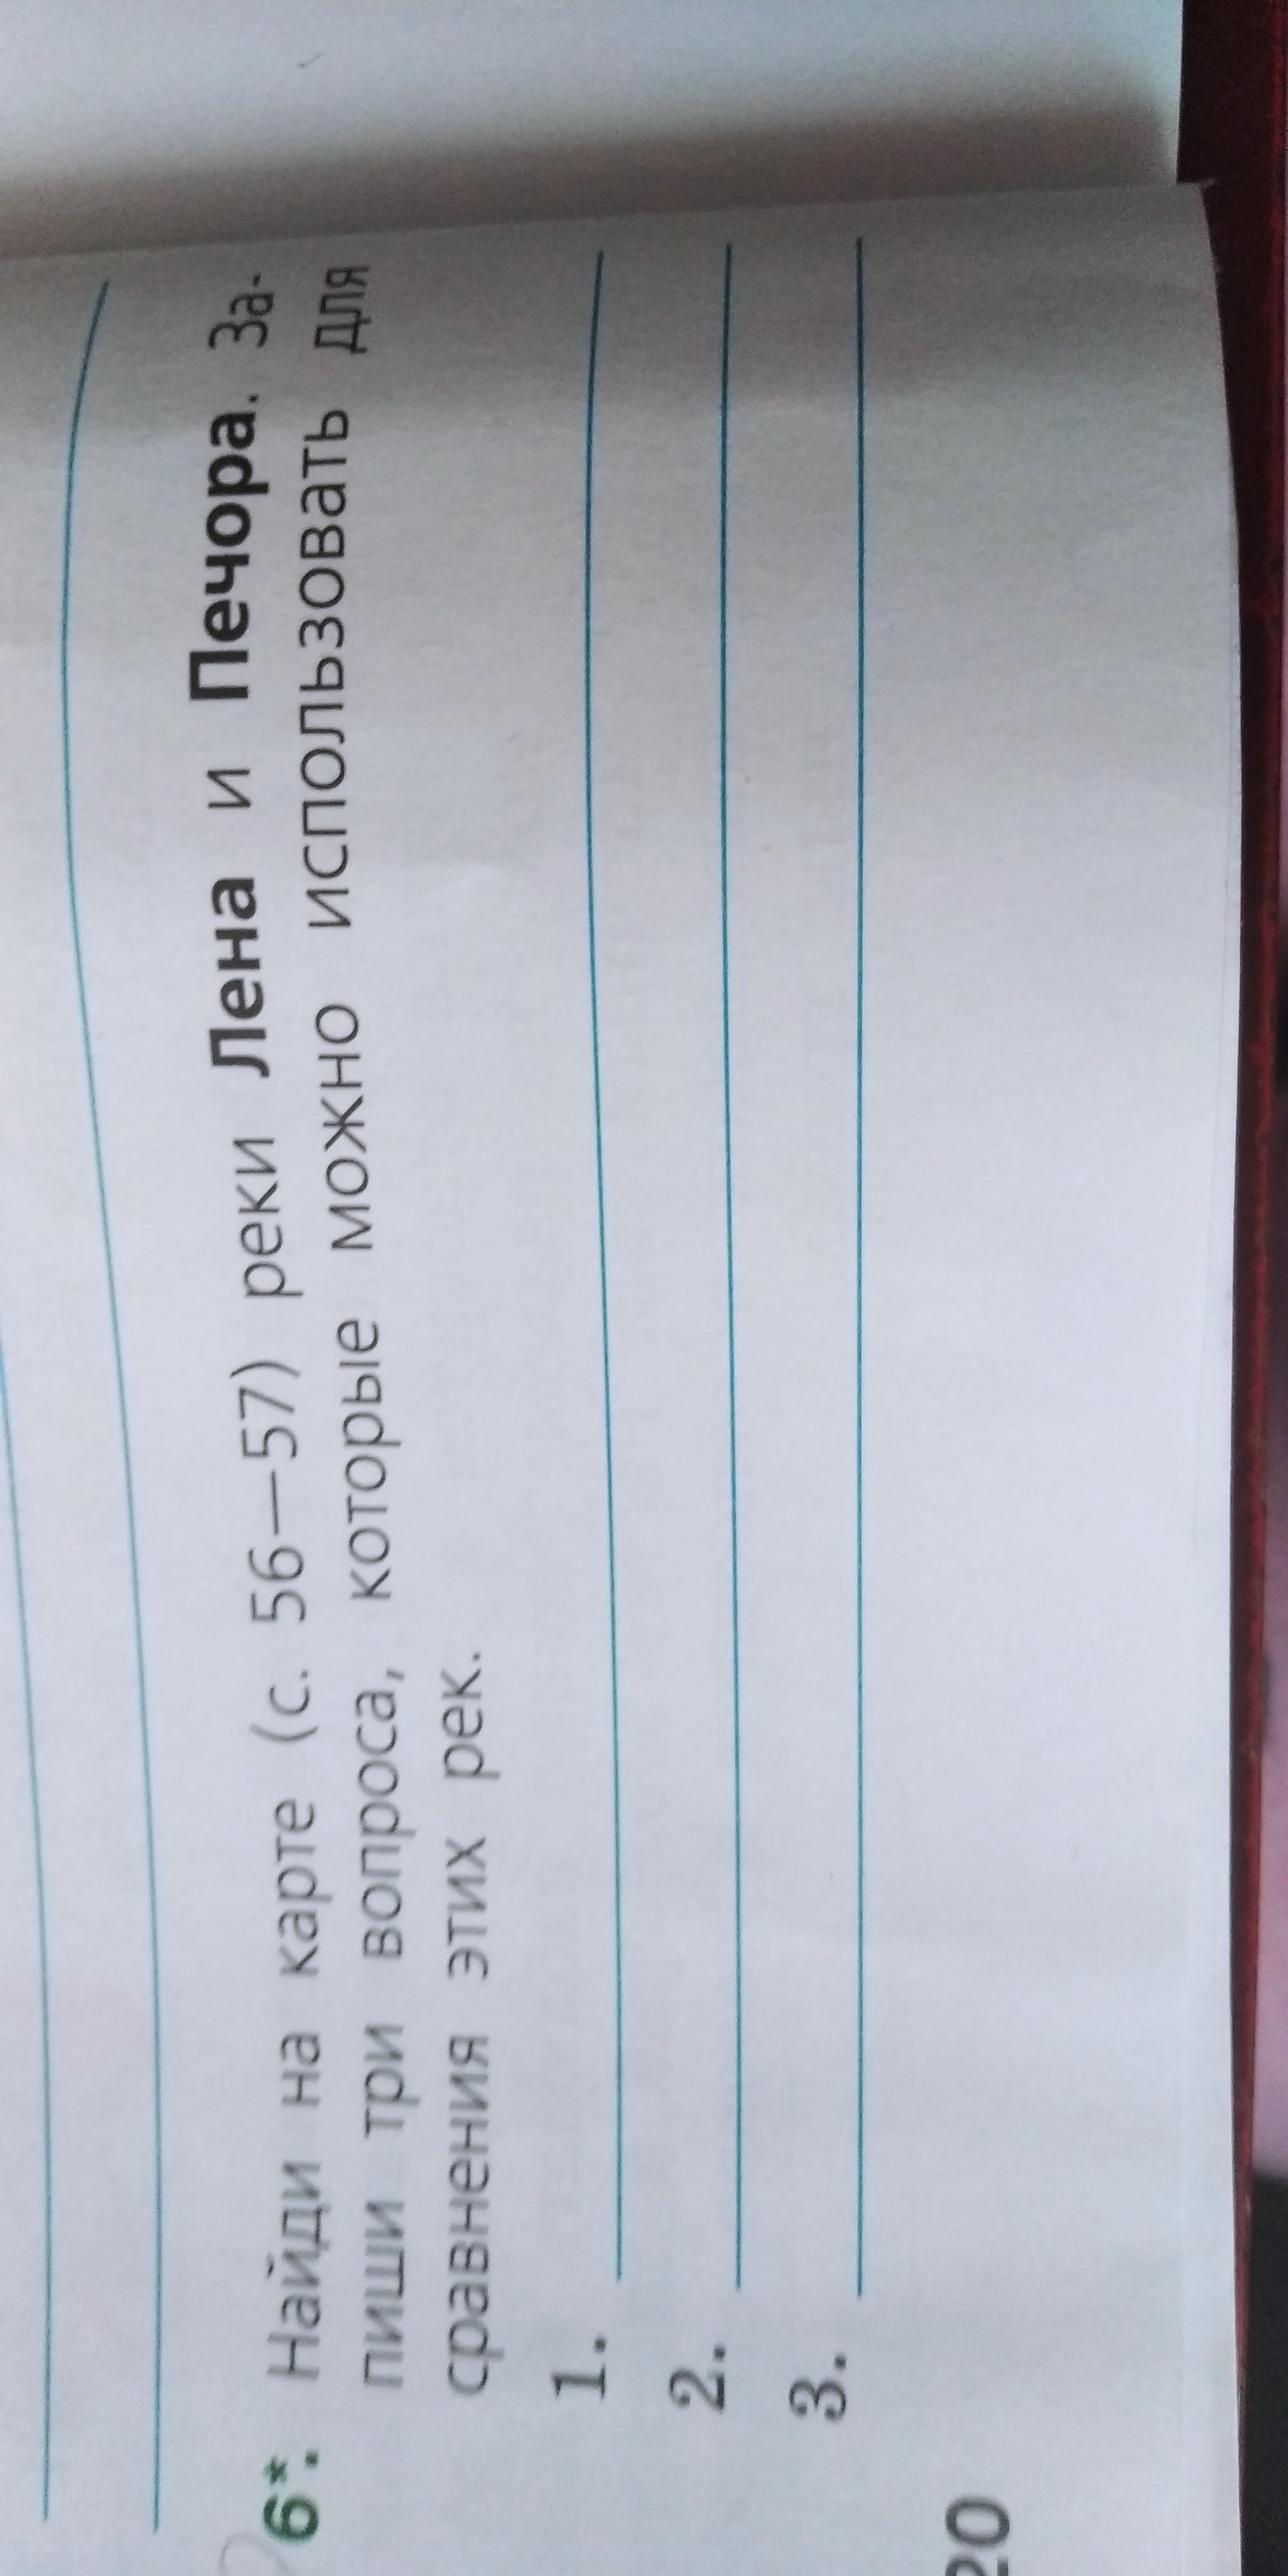 6*. Найди на карте (с. 56—57) реки Лена и Печора. За-
пиши три вопроса, которые можно использовать для
сравнения этих рек.
1.
2.
3.
20